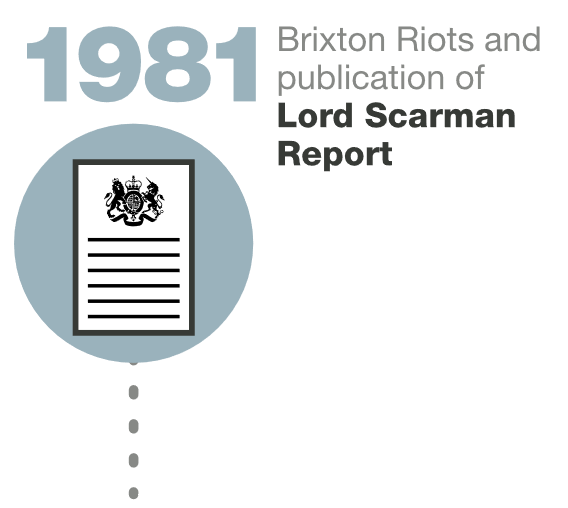 1981
Brixton Riots and
publication of
Lord Scarman
Report